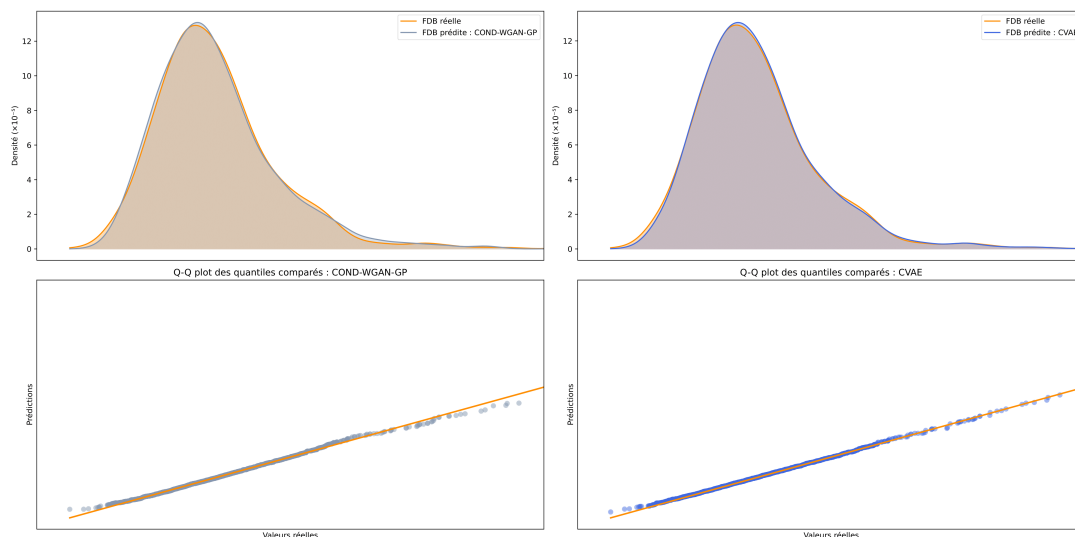 FDB réelle
FDB prédite : COND-WGAN-GP
12
10
8
6
4
2
0
Densité (×10⁻⁵)
FDB réelle
FDB prédite : CVAE
12
10
8
6
4
2
0
Densité (×10⁻⁵)
Q-Q plot des quantiles comparés : COND-WGAN-GP
Prédictions
Valeurs réelles
Q-Q plot des quantiles comparés : CVAE
Prédictions
Valeurs réelles